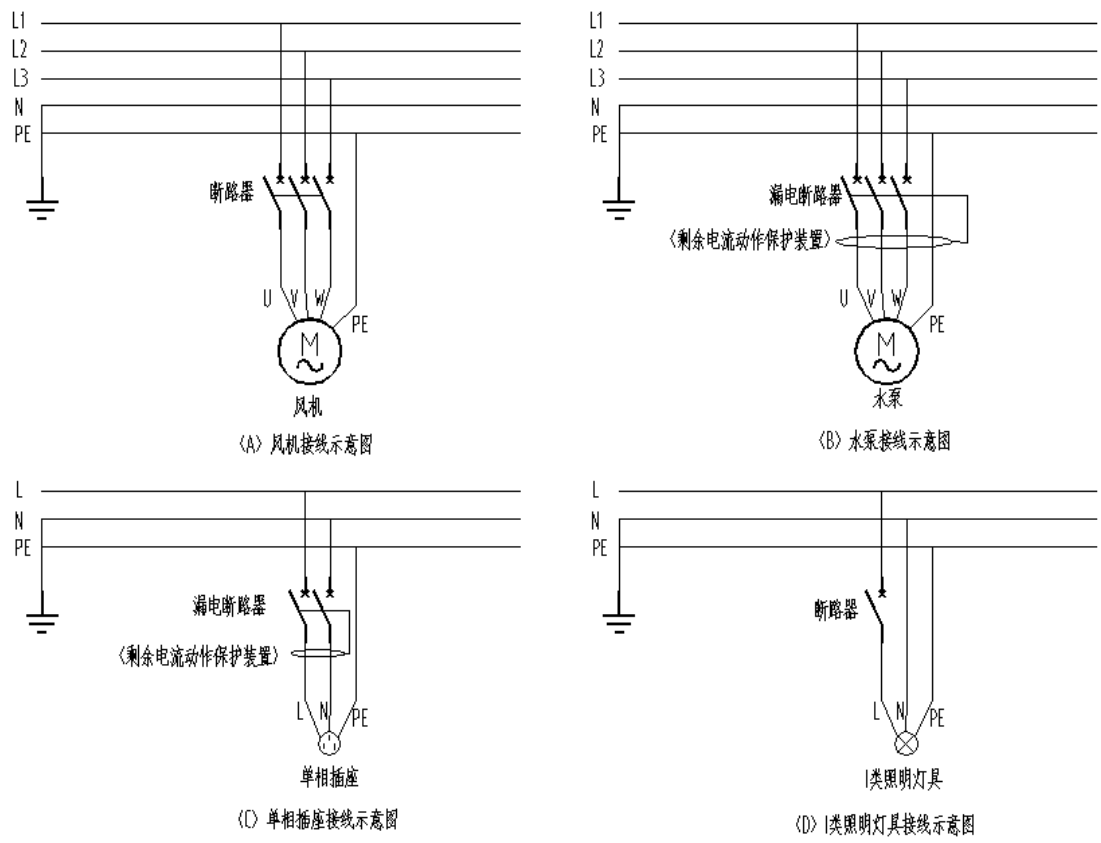 L1
L2
L3
N
PE
断路器
U V W
PE
M
风机
(A) 风机接线示意图
L1
L2
L3
N
PE
漏电断路器
(剩余电流动作保护装置)
U V W
PE
M
水泵
(B) 水泵接线示意图
L
N
PE
漏电断路器
(剩余电流动作保护装置)
L N PE
单相插座
(C) 单相插座接线示意图
L
N
PE
断路器
L N PE
I类照明灯具
(D) I类照明灯具接线示意图